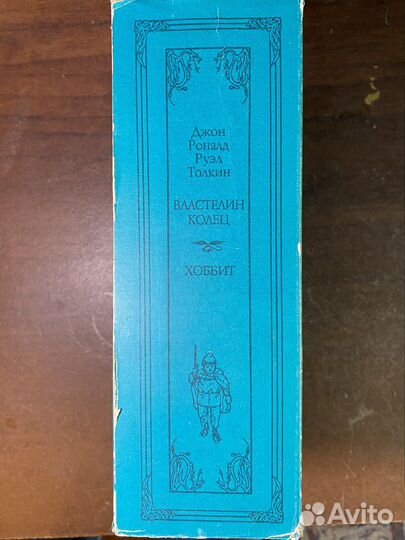 Джон
Роналд
Руэл
Толкин
ВЛАСТЕЛИН
КОЛЕЦ
ХОББИТ
Avito